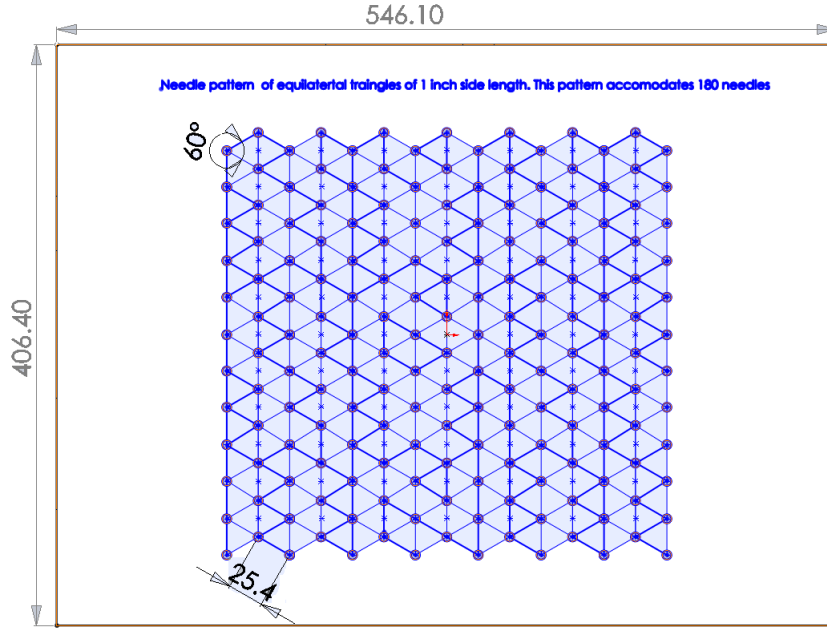 546.10
Needle pattern of equilatertal traingles of 1 inch side length. This pattern accomodates 180 needles
60°
406.40
25.4